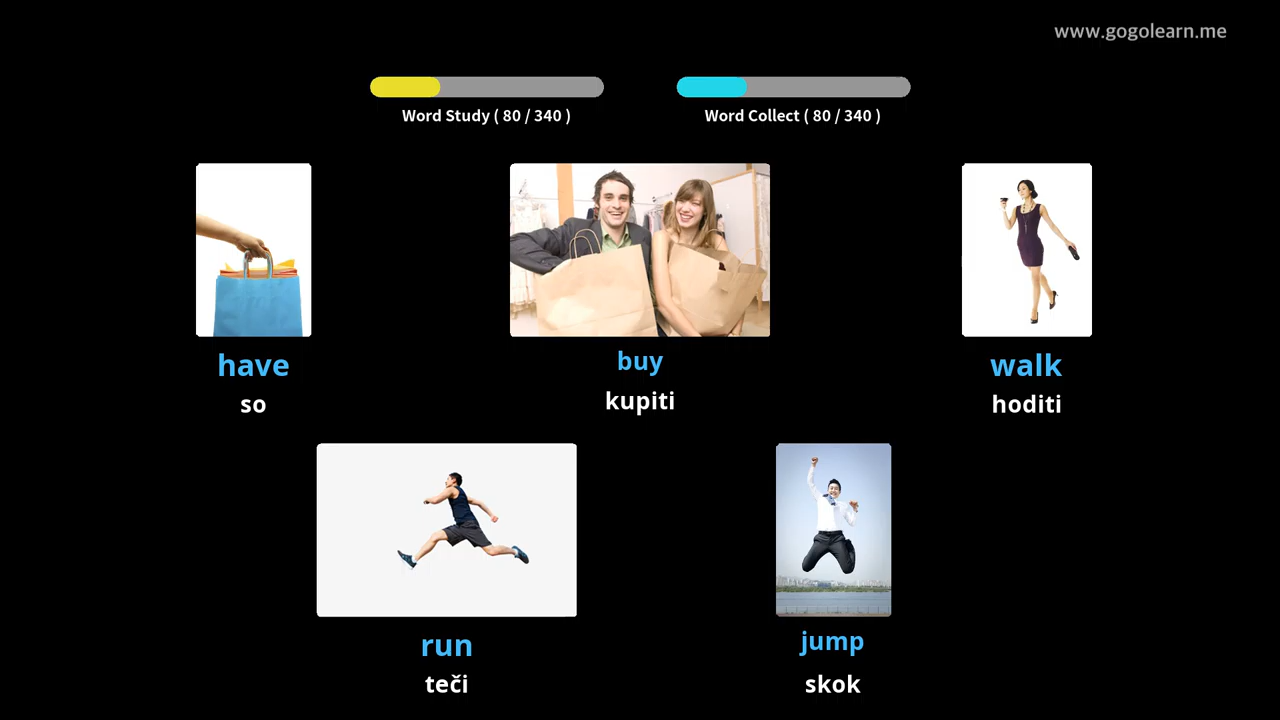 www.gogolearn.me
Word Study ( 80 / 340 )
Word Collect ( 80 / 340 )
have
so
buy
kupiti
walk
hoditi
run
teči
jump
skok